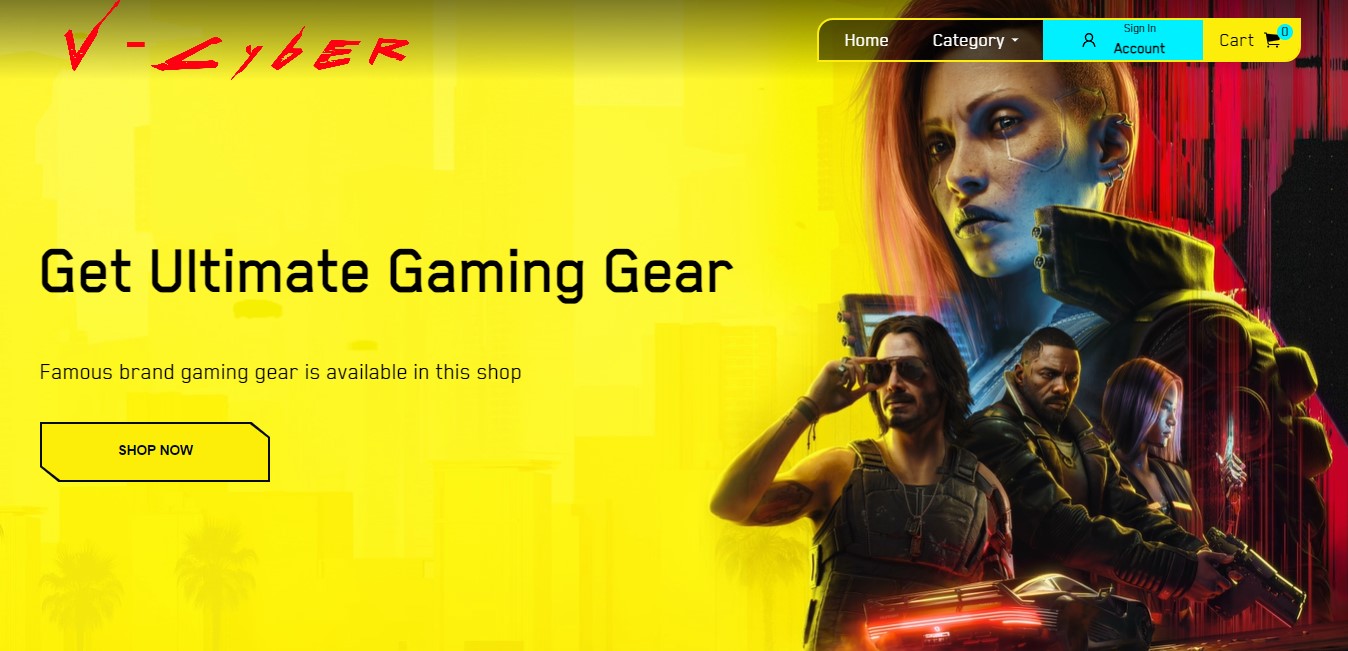 V - Cyber
Home
Category
Sign In
Account
Cart
0
Get Ultimate Gaming Gear
Famous brand gaming gear is available in this shop
SHOP NOW